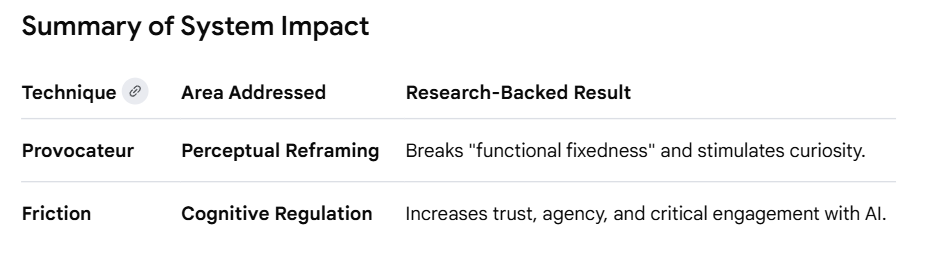 Summary of System Impact
Technique Area Addressed Research-Backed Result
Provocateur Perceptual Reframing Breaks "functional fixedness" and stimulates curiosity.
Friction Cognitive Regulation Increases trust, agency, and critical engagement with AI.